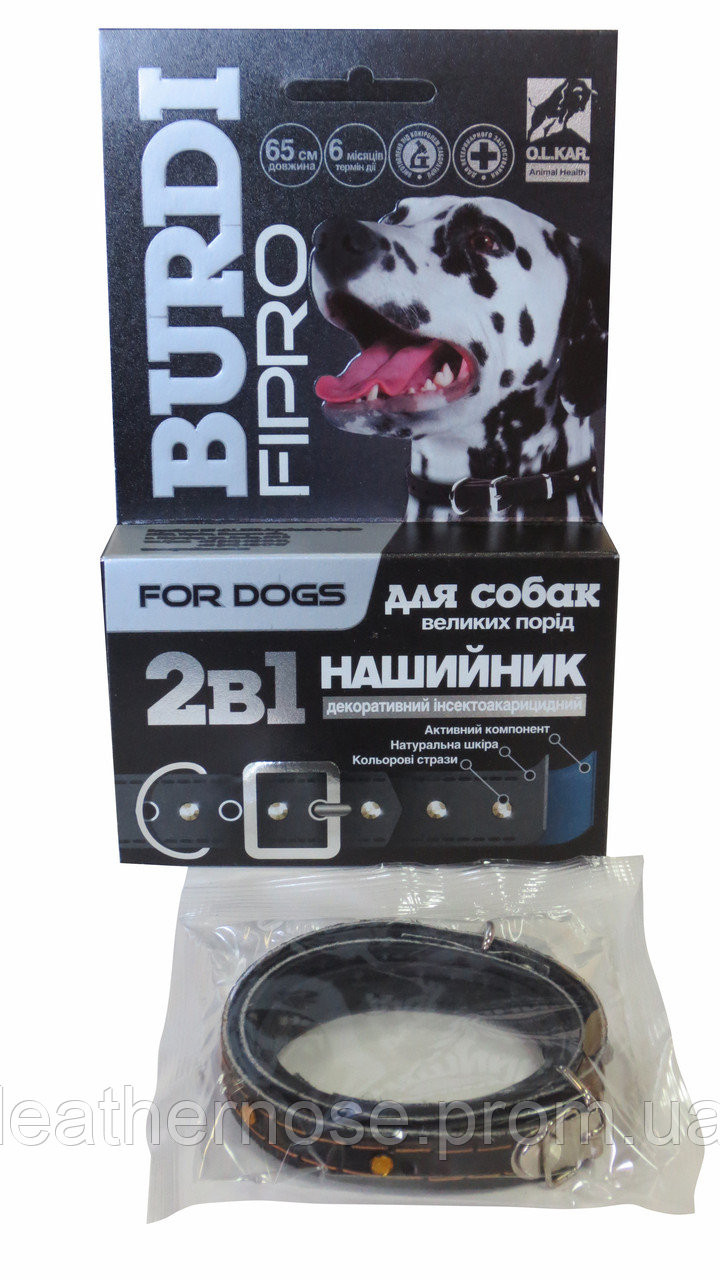 BURDI
FIPRO
65 см
довжина
6 місяців
термін дії
O.L.KAR.
Animal Health
FOR DOGS
для собак
великих порід
2в1
НАШИЙНИК
декоративний інсектоакарицидний
Активний компонент
Натуральна шкіра
Кольорові стрази
leathernose.prom.ua